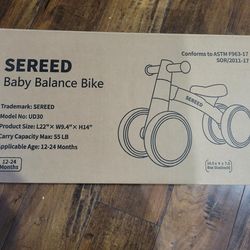 SEREED
Baby Balance Bike
Conforms to ASTM F963-17
SOR/2011-17
Trademark: SEREED
Model No: UD30
Product Size: L22"× W9.4"× H14"
Carry Capacity Max: 55 LB
Applicable Age: 12-24 Months
SEREED
12-24
Months